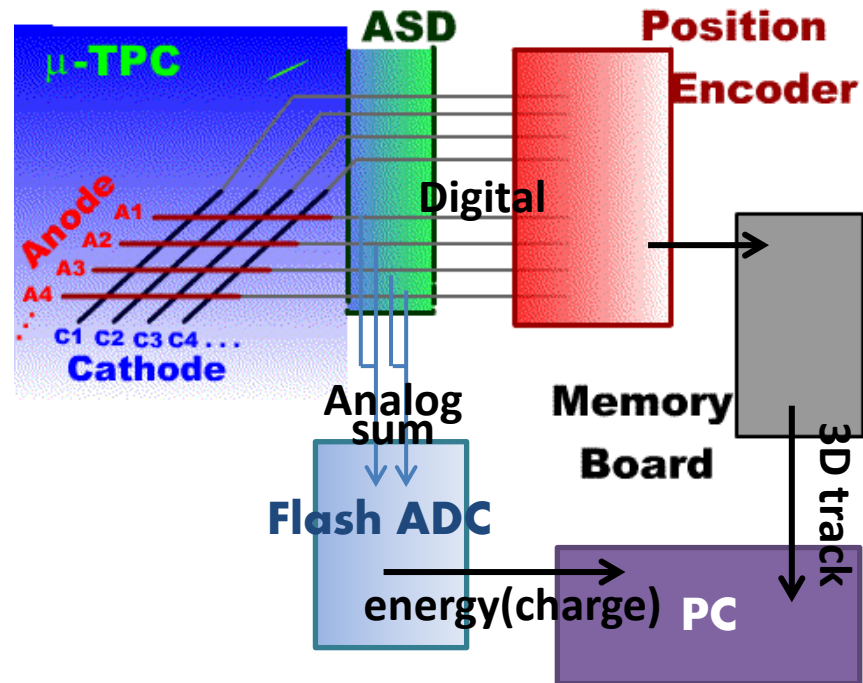 μ-TPC
ASD
Position
Encoder
Digital
Anode
A1
A2
A3
A4
C1 C2 C3 C4 . . .
Cathode
Analog
sum
Memory
Board
3D track
Flash ADC
energy(charge)
PC